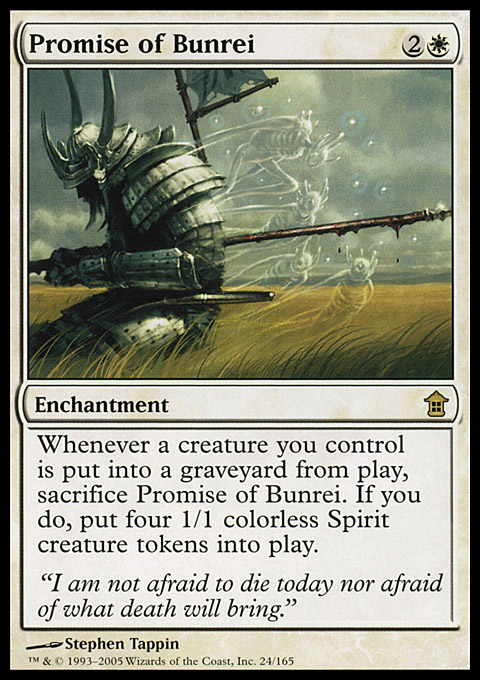 Promise of Bunrei 2
Enchantment
Whenever a creature you control
is put into a graveyard from play,
sacrifice Promise of Bunrei. If you
do, put four 1/1 colorless Spirit
creature tokens into play.
“I am not afraid to die today nor afraid
of what death will bring.”
Stephen Tappin
™ & © 1993–2005 Wizards of the Coast, Inc. 24/165